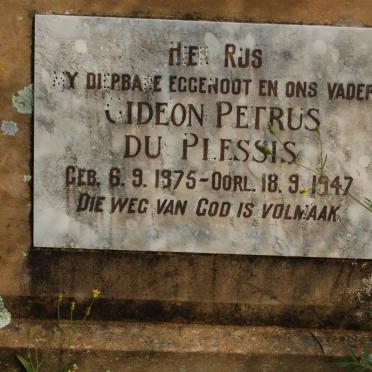 HIER RUS
MY DIERBARE EGGENOOT EN ONS VADER
GIDEON PETRUS
DU PLESSIS
GEB. 6. 9. 1875 - OORL. 18. 9. 1947
DIE WEG VAN GOD IS VOLMAAK